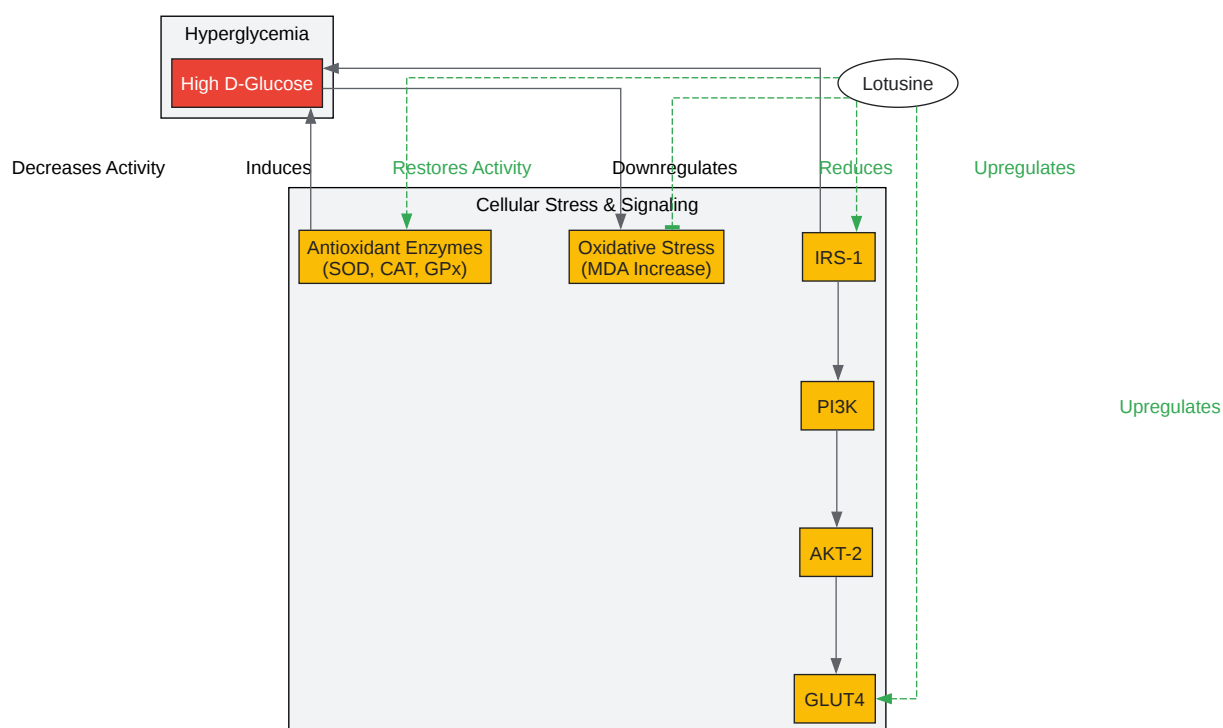 Hyperglycemia
High D-Glucose
Lotusine
Decreases Activity
Induces
Restores Activity
Downregulates
Reduces
Upregulates
Cellular Stress & Signaling
Antioxidant Enzymes
(SOD, CAT, GPx)
Oxidative Stress
(MDA Increase)
IRS-1
PI3K
Upregulates
AKT-2
GLUT4